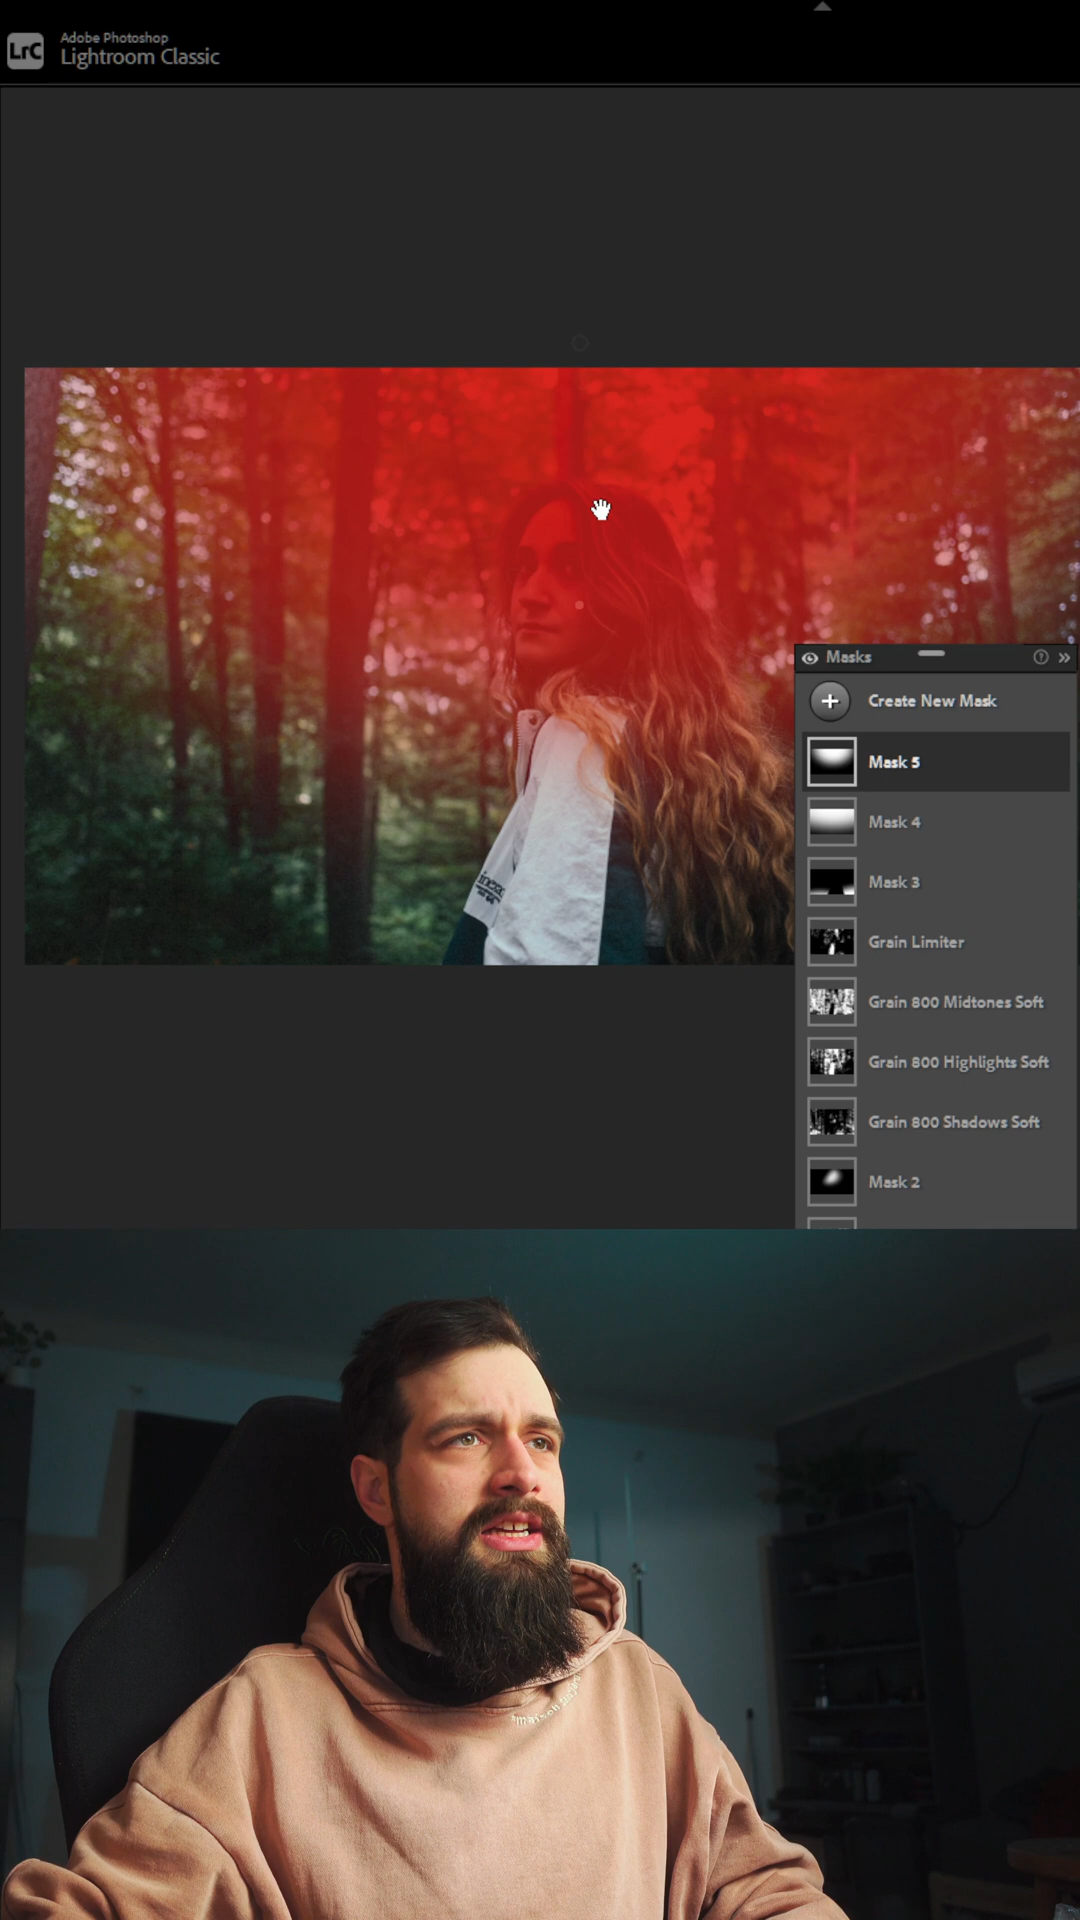 LrC
Adobe Photoshop
Lightroom Classic
Masks
Create New Mask
Mask 5
Mask 4
Mask 3
Grain Limiter
Grain 800 Midtones Soft
Grain 800 Highlights Soft
Grain 800 Shadows Soft
Mask 2